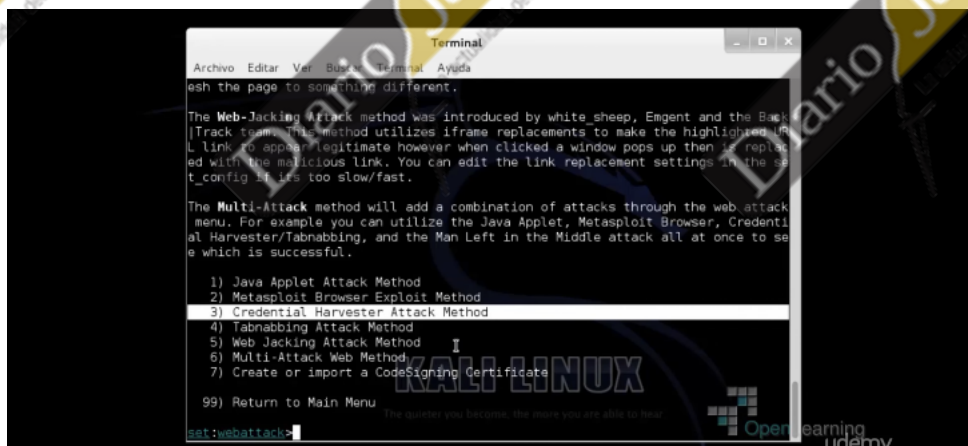 Terminal
Archivo Editar Ver Buscar Terminal Ayuda
esh the page to something different.
The Web-Jacking Attack method was introduced by white_sheep, Emgent and the Back
|Track team. This method utilizes iframe replacements to make the highlighted UR
L link to appear legitimate however when clicked a window pops up then is replac
ed with the malicious link. You can edit the link replacement settings in the se
t_config if its too slow/fast.
The Multi-Attack method will add a combination of attacks through the web attack
menu. For example you can utilize the Java Applet, Metasploit Browser, Credenti
al Harvester/Tabnabbing, and the Man Left in the Middle attack all at once to se
e which is successful.
1) Java Applet Attack Method
2) Metasploit Browser Exploit Method
3) Credential Harvester Attack Method
4) Tabnabbing Attack Method
5) Web Jacking Attack Method
6) Multi-Attack Web Method
7) Create or import a CodeSigning Certificate
KALI LINUX
99) Return to Main Menu
The quieter you become, the more you are able to hear
set:webattack>
Open earning
udemy
Diario
Diario